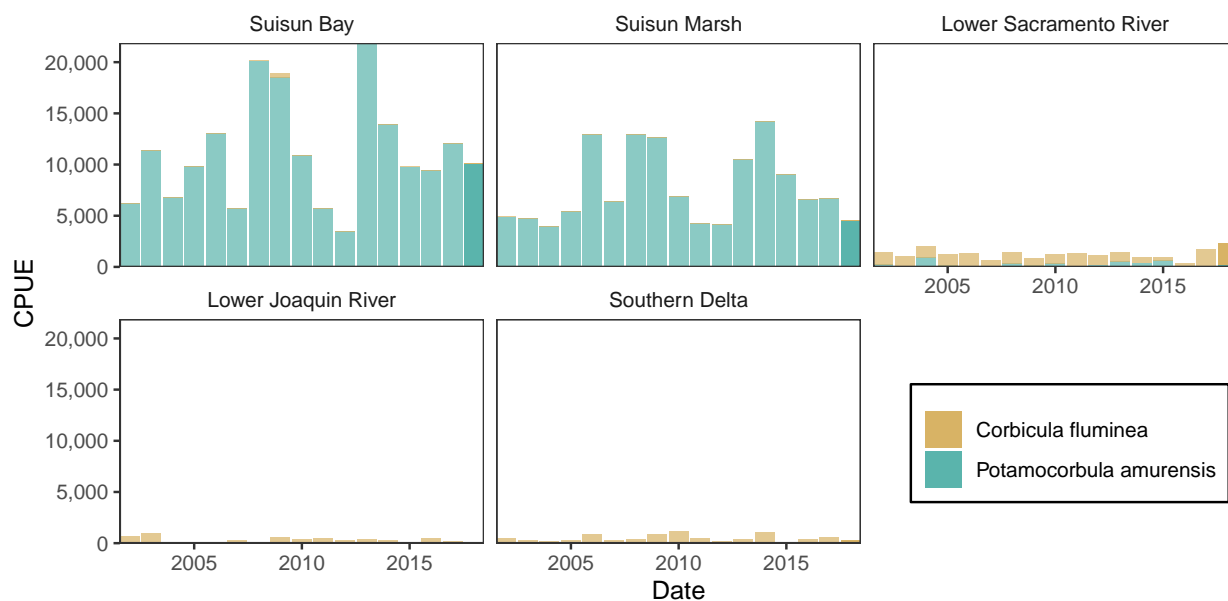 Suisun Bay
Suisun Marsh
Lower Sacramento River
20,000
15,000
10,000
5,000
0
2005 2010 2015
Lower Joaquin River
Southern Delta
20,000
15,000
10,000
5,000
0
2005 2010 2015
2005 2010 2015
CPUE
Date
Corbicula fluminea
Potamocorbula amurensis